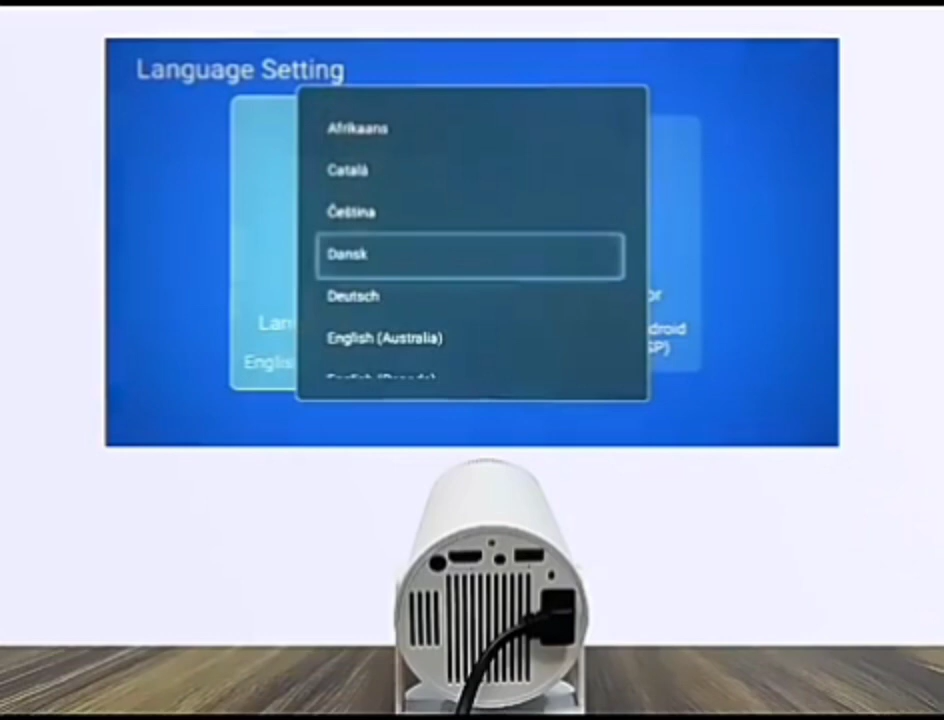 Language Setting
Afrikaans
Català
Čeština
Dansk
Deutsch
English (Australia)